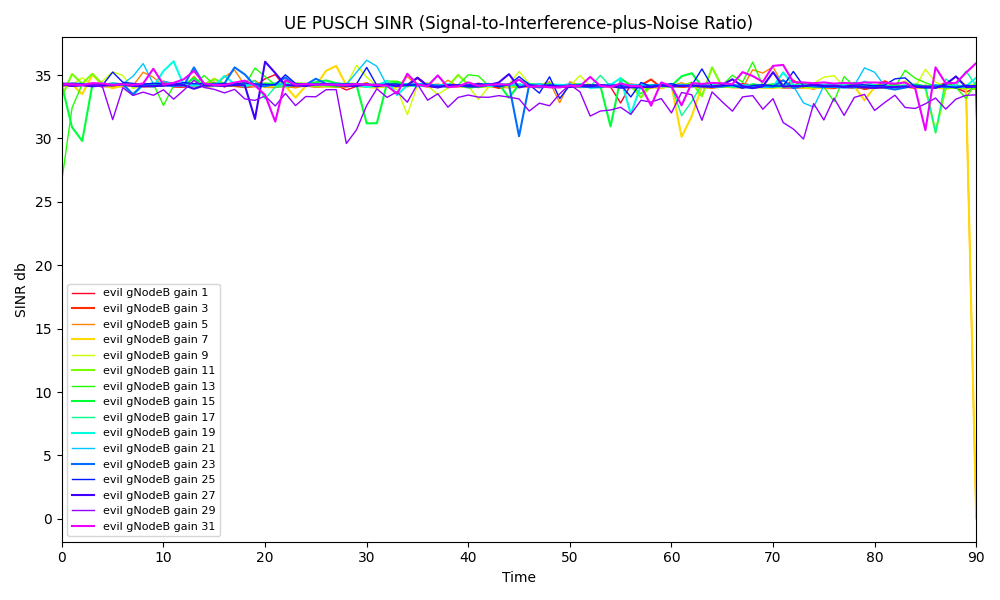 UE PUSCH SINR (Signal-to-Interference-plus-Noise Ratio)
35
30
25
20
15
10
5
0
SINR db
evil gNodeB gain 1
evil gNodeB gain 3
evil gNodeB gain 5
evil gNodeB gain 7
evil gNodeB gain 9
evil gNodeB gain 11
evil gNodeB gain 13
evil gNodeB gain 15
evil gNodeB gain 17
evil gNodeB gain 19
evil gNodeB gain 21
evil gNodeB gain 23
evil gNodeB gain 25
evil gNodeB gain 27
evil gNodeB gain 29
evil gNodeB gain 31
0 10 20 30 40 50 60 70 80 90
Time